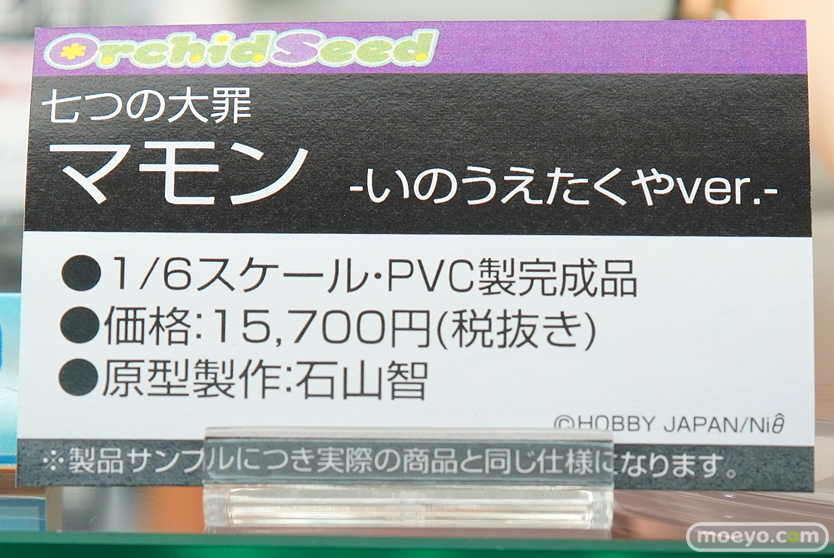 OrchidSeed
七つの大罪
マモン -いのうえたくやver.-
●1/6スケール・PVC製完成品
●価格:15,700円(税抜き)
●原型製作:石山智
©HOBBY JAPAN/Niθ
※製品サンプルにつき実際の商品と同じ仕様になります。
moeyo.com